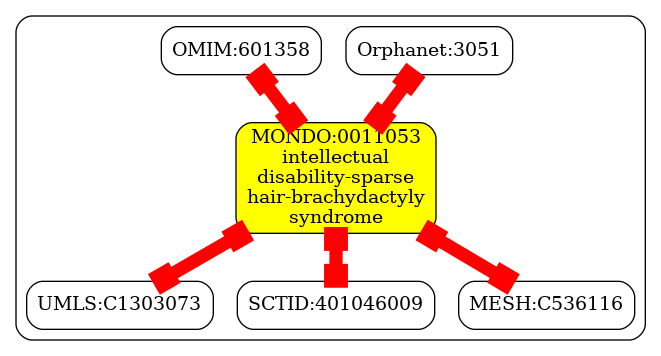 OMIM:601358
Orphanet:3051
MONDO:0011053
intellectual
disability-sparse
hair-brachydactyly
syndrome
UMLS:C1303073
SCTID:401046009
MESH:C536116